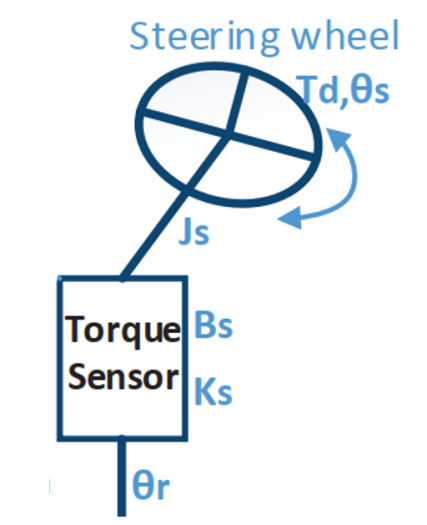 Steering wheel
Td,θs
Js
Torque Bs
Sensor Ks
θr